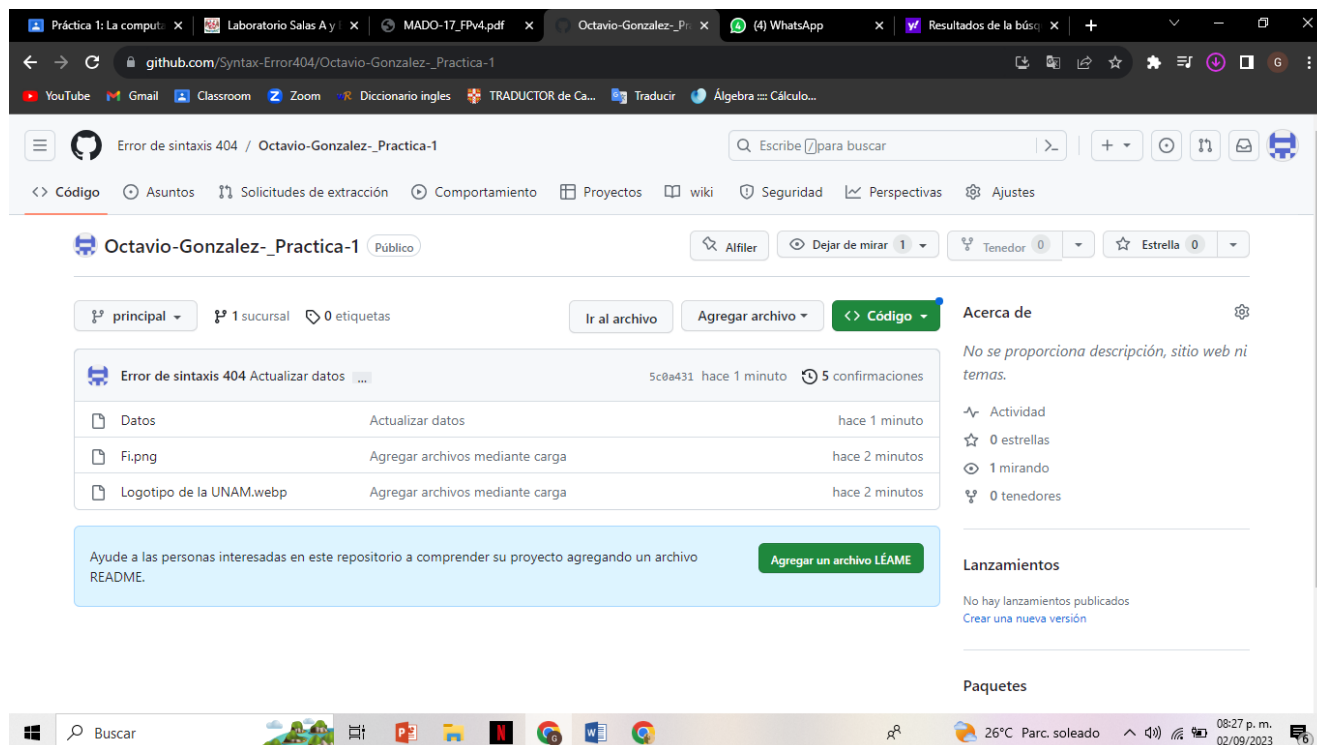 Práctica 1: La computa
Laboratorio Salas A y
MADO-17_FPv4.pdf
Octavio-Gonzalez-_Pr
(4) WhatsApp
Resultados de la búsq
github.com/Syntax-Error404/Octavio-Gonzalez-_Practica-1
G
YouTube Gmail Classroom Zoom Diccionario ingles TRADUCTOR de Ca... Traducir Álgebra :::: Cálculo...
Error de sintaxis 404 / Octavio-Gonzalez-_Practica-1
Escribe / para buscar
<> Código Asuntos Solicitudes de extracción Comportamiento Proyectos wiki Seguridad Perspectivas Ajustes
Octavio-Gonzalez-_Practica-1 Público
Alfiler Dejar de mirar 1 Tenedor 0 Estrella 0
principal 1 sucursal 0 etiquetas
Ir al archivo Agregar archivo <> Código
Error de sintaxis 404 Actualizar datos ... 5c0a431 hace 1 minuto 5 confirmaciones
Datos Actualizar datos hace 1 minuto
Fi.png Agregar archivos mediante carga hace 2 minutos
Logotipo de la UNAM.webp Agregar archivos mediante carga hace 2 minutos
Ayude a las personas interesadas en este repositorio a comprender su proyecto agregando un archivo
README.
Agregar un archivo LÉAME
Acerca de
No se proporciona descripción, sitio web ni
temas.
Actividad
0 estrellas
1 mirando
0 tenedores
Lanzamientos
No hay lanzamientos publicados
Crear una nueva versión
Paquetes
Buscar
26°C Parc. soleado
08:27 p. m.
02/09/2023
6